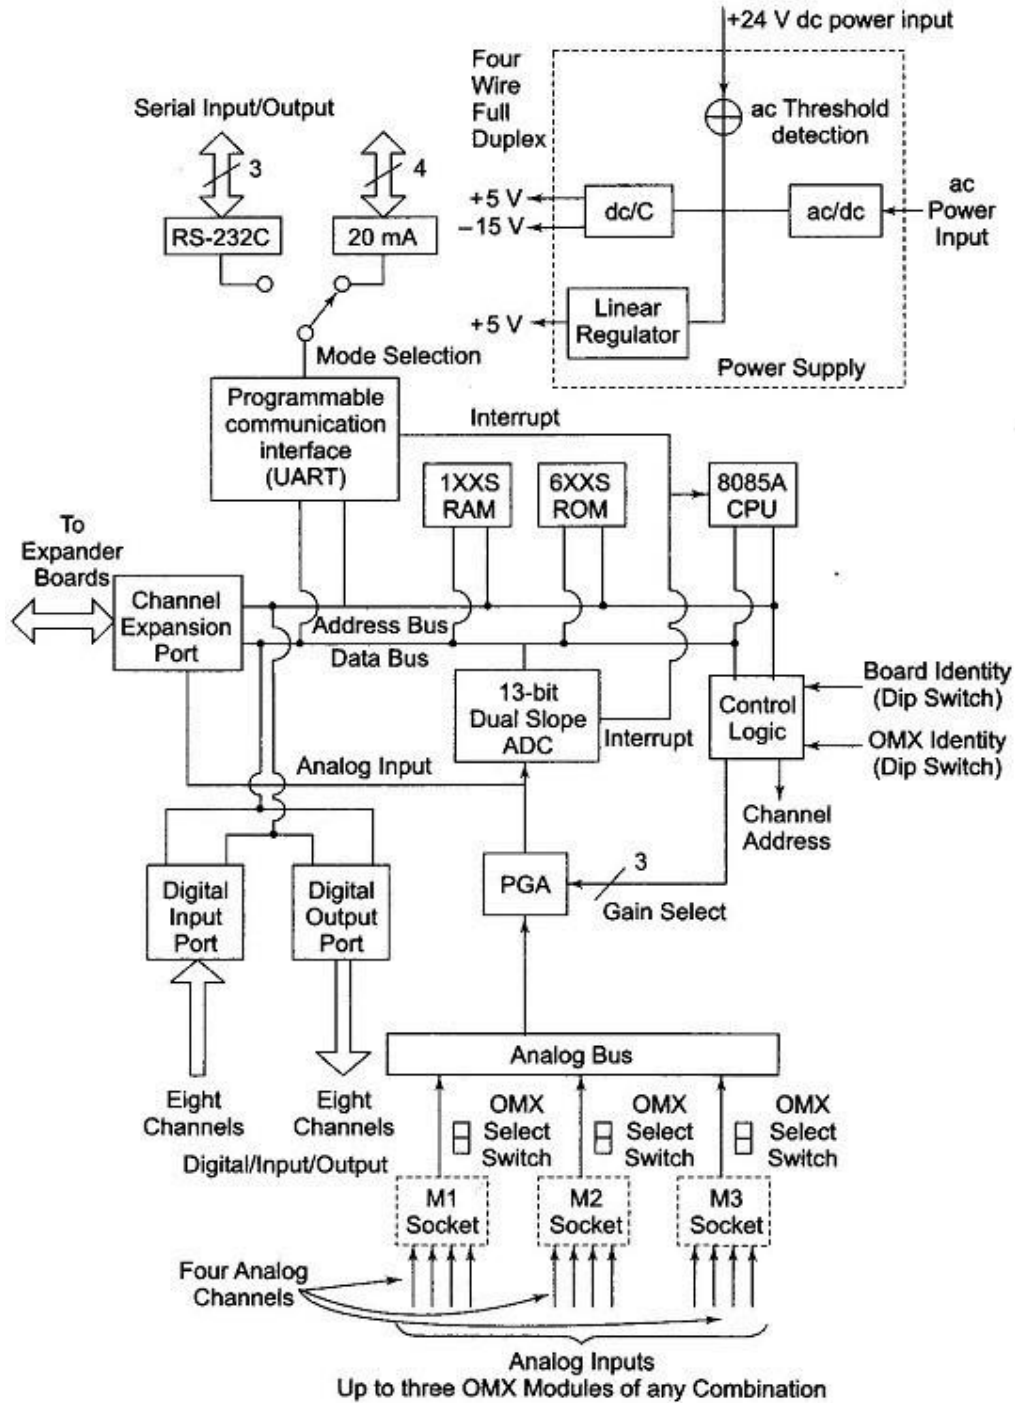 +24 V dc power input
Four
Wire
Full
Duplex
ac Threshold
detection
Serial Input/Output
3
4
RS-232C
20 mA
+5 V
–15 V
dc/C
ac/dc
ac
Power
Input
+5 V
Linear
Regulator
Power Supply
Mode Selection
Programmable
communication
interface
(UART)
Interrupt
1XXS
RAM
6XXS
ROM
8085A
CPU
To
Expander
Boards
Channel
Expansion
Port
Address Bus
Data Bus
13-bit
Dual Slope
ADC
Interrupt
Control
Logic
Board Identity
(Dip Switch)
OMX Identity
(Dip Switch)
Analog Input
Channel
Address
Digital
Input
Port
Digital
Output
Port
PGA
3
Gain Select
Analog Bus
Eight
Channels
Eight
Channels
Digital/Input/Output
OMX
Select
Switch
OMX
Select
Switch
OMX
Select
Switch
M1
Socket
M2
Socket
M3
Socket
Four Analog
Channels
Analog Inputs
Up to three OMX Modules of any Combination